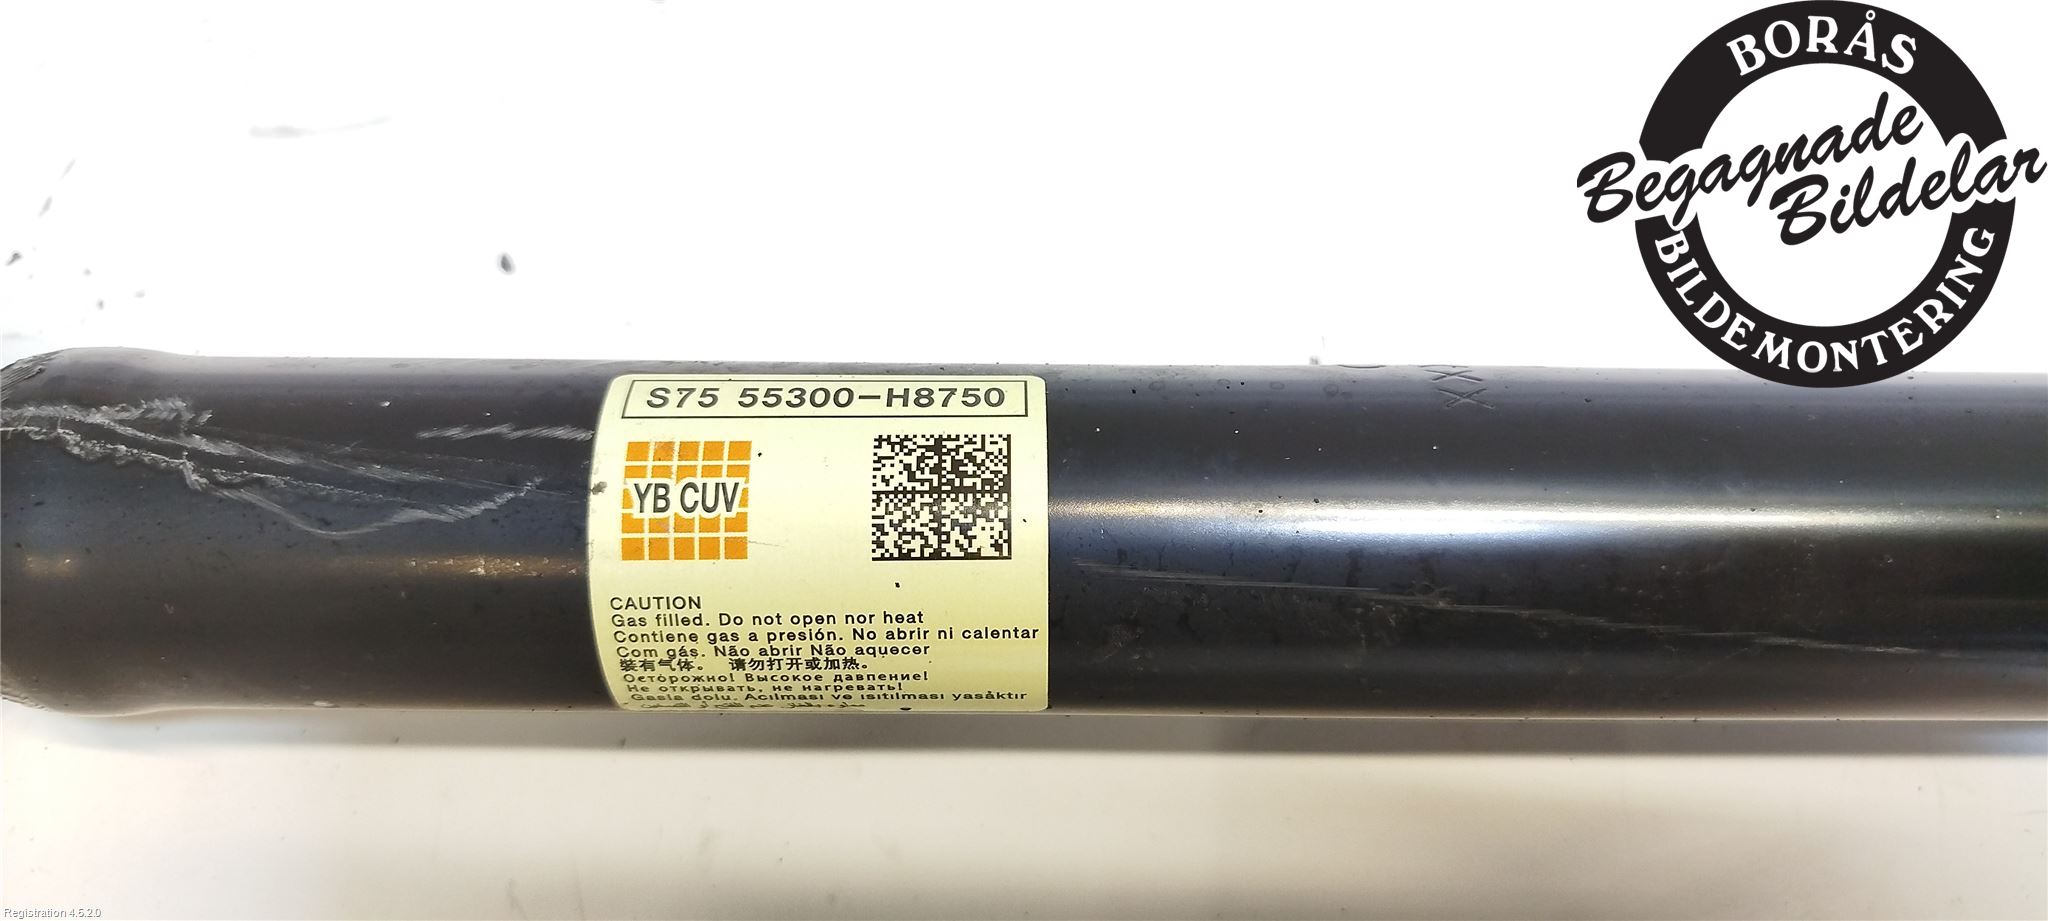 BORÅS
Begagnade
Bildelar
BILDEMONTERING
S75 55300-H8750
YB CUV
CAUTION
Gas filled. Do not open nor heat
Contiene gas a presión. No abrir ni calentar
Com gás. Não abrir Não aquecer
裝有气体。 请勿打开或加热。
Осторожно! Высокое давление!
Не открывать, не нагревать!
Gasla dolu. Açılması ve ısıtılması yasaktır
Registration 4.5.2.0